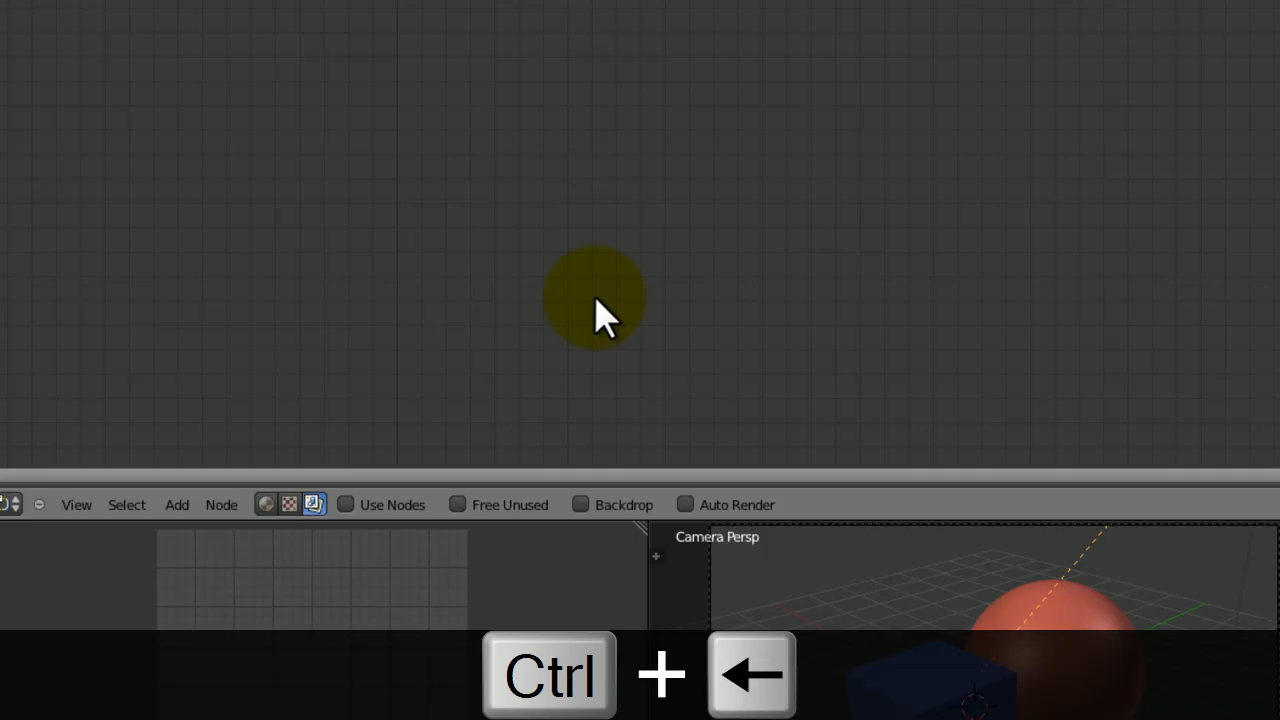 View Select Add Node Use Nodes Free Unused Backdrop Auto Render
Camera Persp
Ctrl + ←